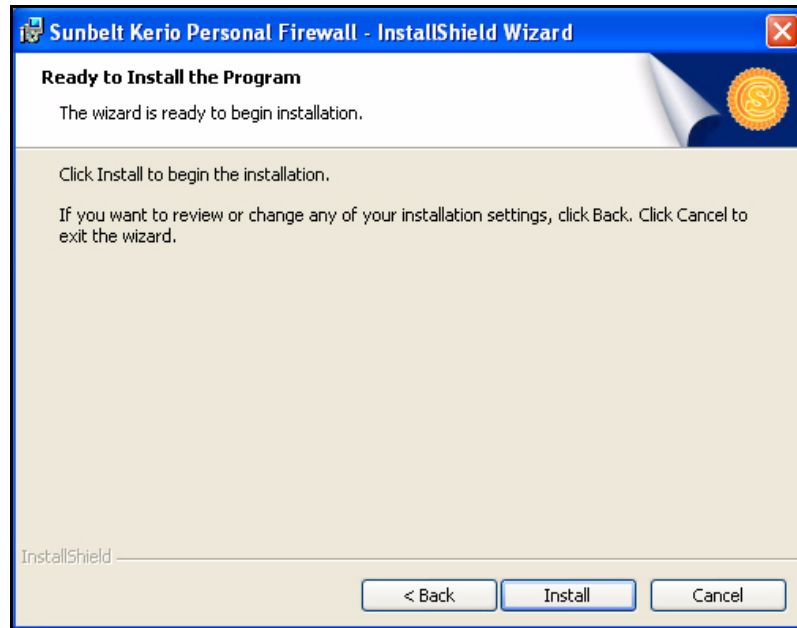 Sunbelt Kerio Personal Firewall - InstallShield Wizard
Ready to Install the Program
The wizard is ready to begin installation.
S
Click Install to begin the installation.
If you want to review or change any of your installation settings, click Back. Click Cancel to
exit the wizard.
InstallShield
< Back
Install
Cancel